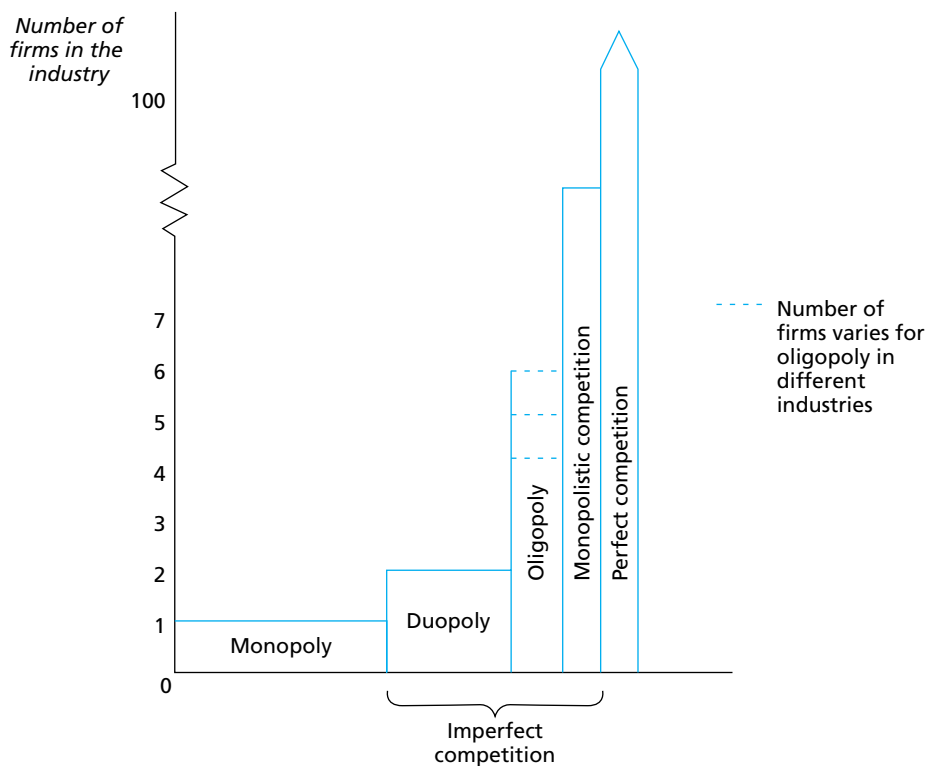 Number of
firms in the
industry
100
7
6
5
4
3
2
1
0
Monopoly
Duopoly
Oligopoly
Monopolistic competition
Perfect competition
Imperfect
competition
Number of
firms varies for
oligopoly in
different
industries